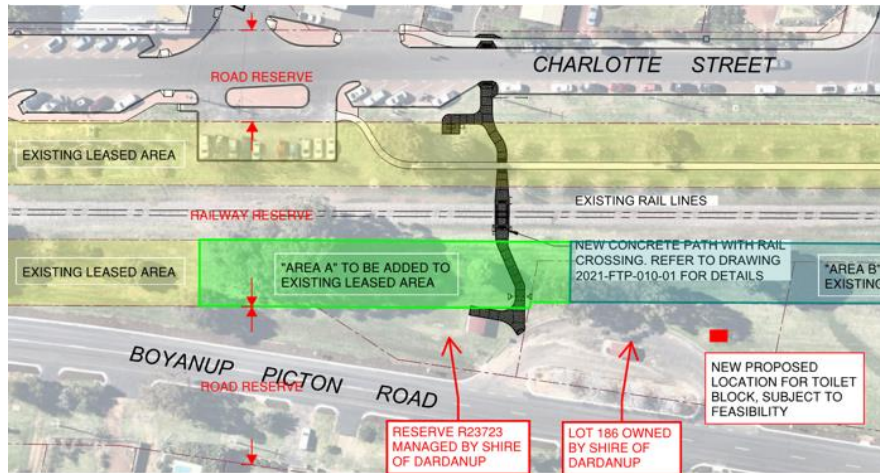 CHARLOTTE STREET
ROAD RESERVE
EXISTING LEASED AREA
EXISTING RAIL LINES
RAILWAY RESERVE
NEW CONCRETE PATH WITH RAIL
CROSSING. REFER TO DRAWING
2021-FTP-010-01 FOR DETAILS
EXISTING LEASED AREA
"AREA A" TO BE ADDED TO
EXISTING LEASED AREA
"AREA B"
EXISTING
BOYANUP PICTON ROAD
ROAD RESERVE
NEW PROPOSED
LOCATION FOR TOILET
BLOCK, SUBJECT TO
FEASIBILITY
RESERVE R23723
MANAGED BY SHIRE
OF DARDANUP
LOT 186 OWNED
BY SHIRE OF
DARDANUP